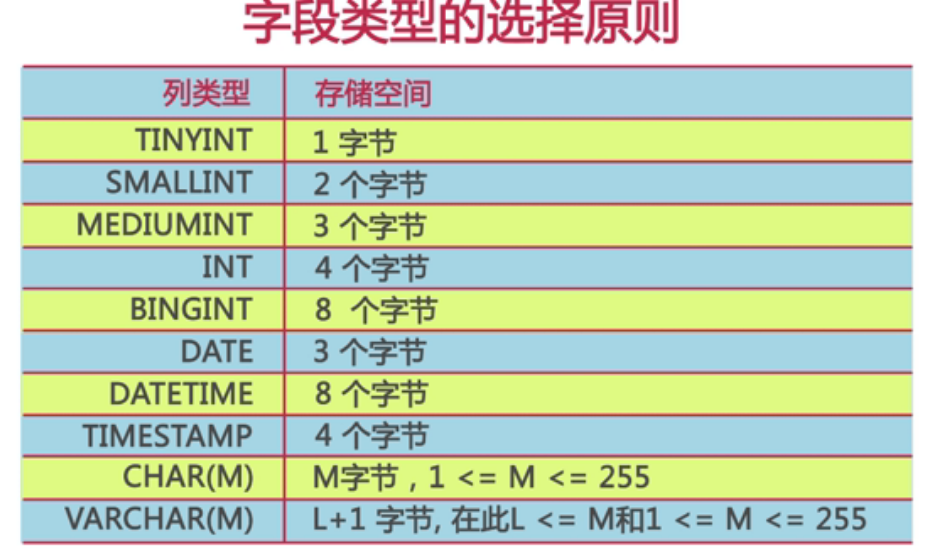 字段类型的选择原则
列类型 存储空间
TINYINT 1 字节
SMALLINT 2 个字节
MEDIUMINT 3 个字节
INT 4 个字节
BINGINT 8 个字节
DATE 3 个字节
DATETIME 8 个字节
TIMESTAMP 4 个字节
CHAR(M) M字节 , 1 <= M <= 255
VARCHAR(M) L+1 字节, 在此L <= M和1 <= M <= 255